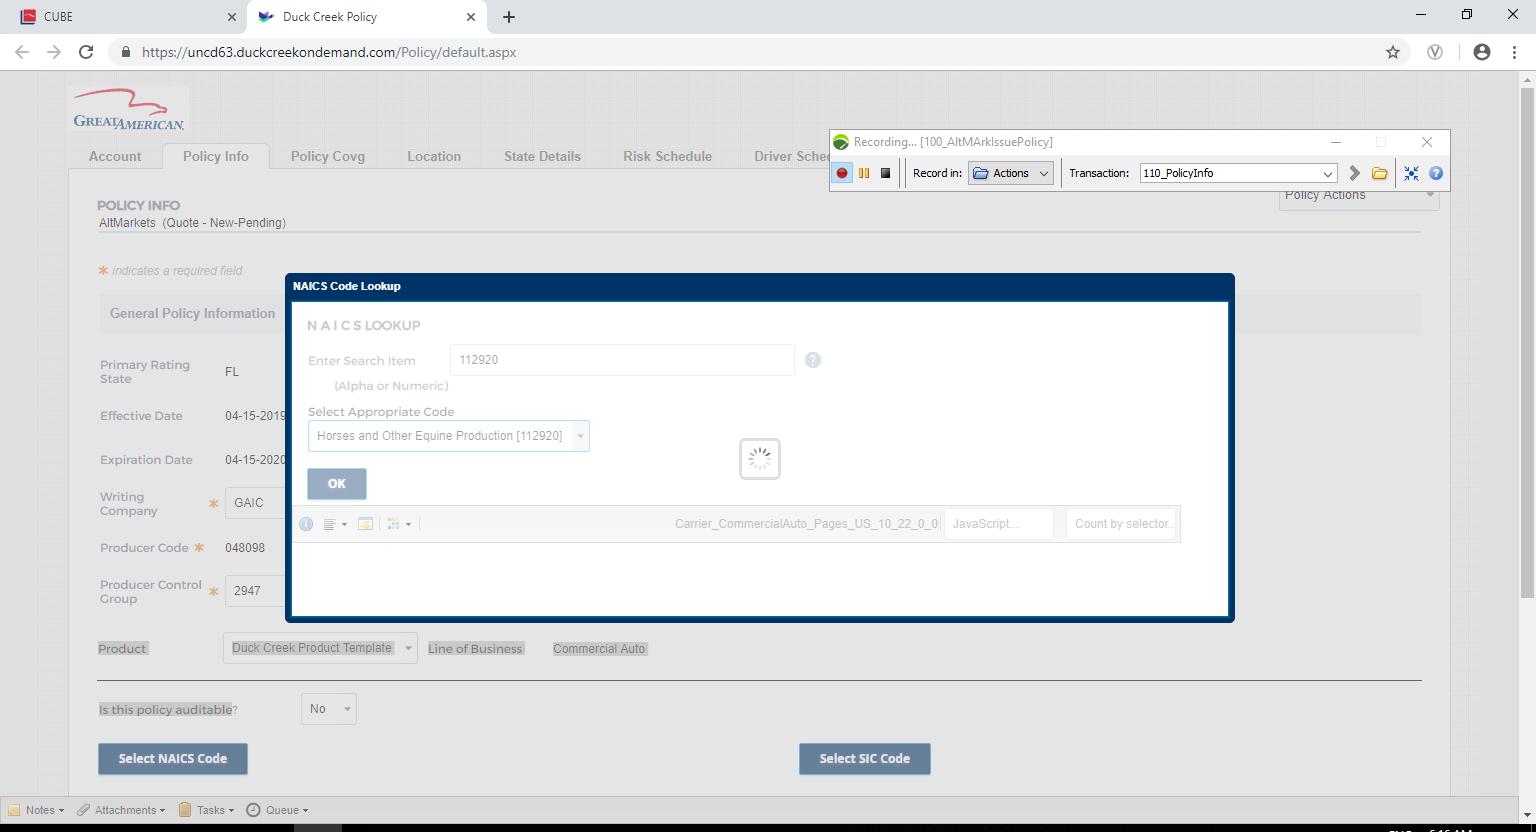 CUBE
Duck Creek Policy
https://uncd63.duckcreekondemand.com/Policy/default.aspx
GREATAMERICAN.
Recording... [100_AltMArkIssuePolicy]
Record in: Actions Transaction: 110_PolicyInfo
Account Policy Info Policy Covg Location State Details Risk Schedule Driver Sche
Policy Actions
POLICY INFO
AltMarkets (Quote - New-Pending)
* indicates a required field.
General Policy Information
NAICS Code Lookup
N A I C S LOOKUP
Enter Search Item 112920 ?
(Alpha or Numeric)
Select Appropriate Code
Horses and Other Equine Production [112920]
OK
Carrier_CommercialAuto_Pages_US_10_22_0_0 JavaScript... Count by selector..
Primary Rating State FL
Effective Date 04-15-2019
Expiration Date 04-15-2020
Writing Company * GAIC
Producer Code * 048098
Producer Control Group * 2947
Product Duck Creek Product Template Line of Business Commercial Auto
Is this policy auditable? No
Select NAICS Code Select SIC Code
Notes Attachments Tasks Queue